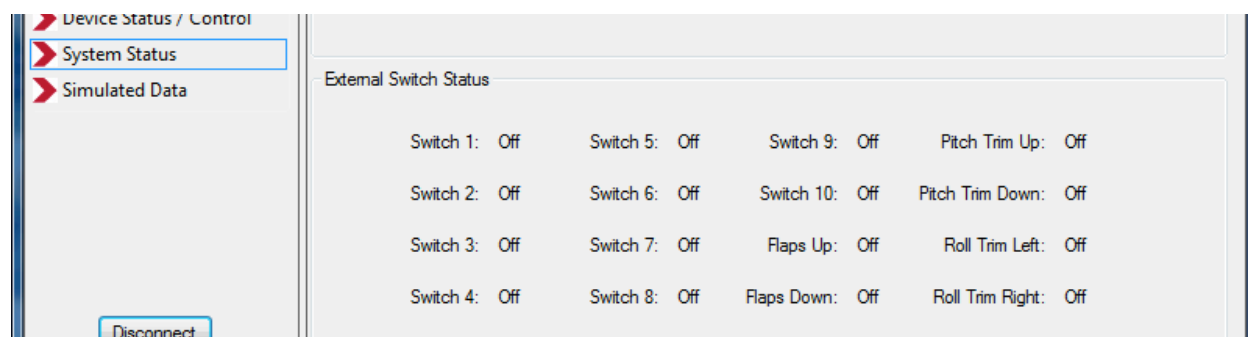 Device Status / Control
System Status
Simulated Data
Disconnect
External Switch Status
Switch 1: Off Switch 5: Off Switch 9: Off Pitch Trim Up: Off
Switch 2: Off Switch 6: Off Switch 10: Off Pitch Trim Down: Off
Switch 3: Off Switch 7: Off Flaps Up: Off Roll Trim Left: Off
Switch 4: Off Switch 8: Off Flaps Down: Off Roll Trim Right: Off